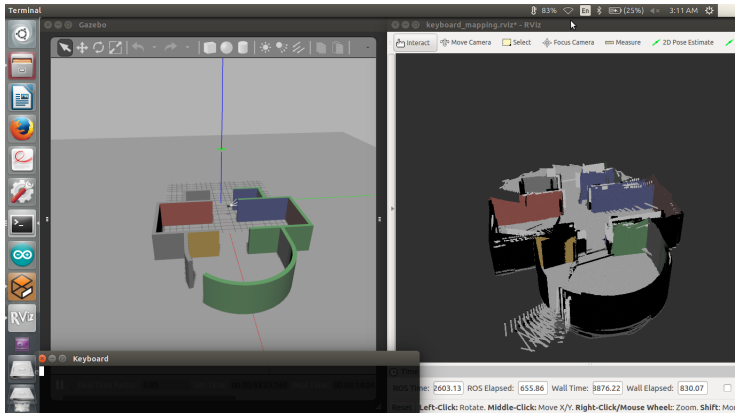 Terminal
83%
En
(25%)
3:11 AM
Gazebo
keyboard_mapping.rviz* - RViz
Interact
Move Camera
Select
Focus Camera
Measure
2D Pose Estimate
RViz
Keyboard
ROS Time: 2603.13 ROS Elapsed: 655.86 Wall Time: 8876.22 Wall Elapsed: 830.07
Left-Click: Rotate. Middle-Click: Move X/Y. Right-Click/Mouse Wheel:: Zoom. Shift: Mo